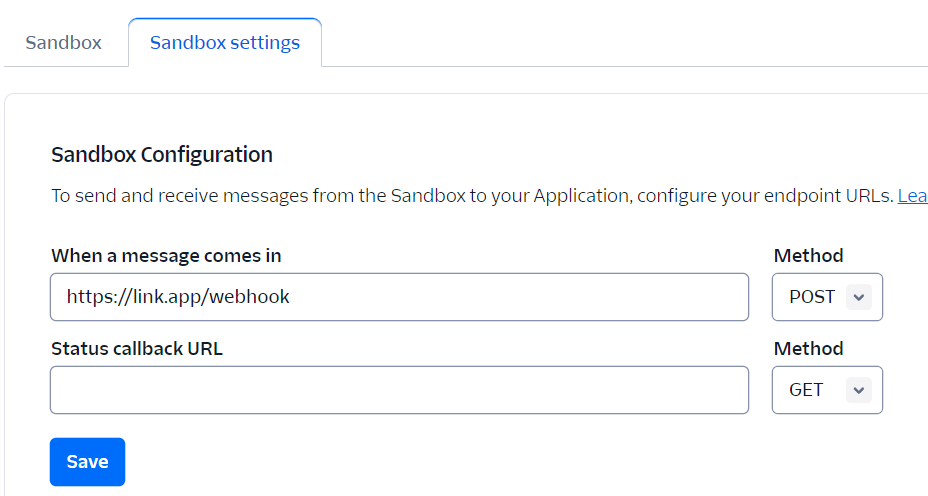 Sandbox Sandbox settings
Sandbox Configuration
To send and receive messages from the Sandbox to your Application, configure your endpoint URLs. Lea
When a message comes in Method
https://link.app/webhook POST
Status callback URL Method
GET
Save